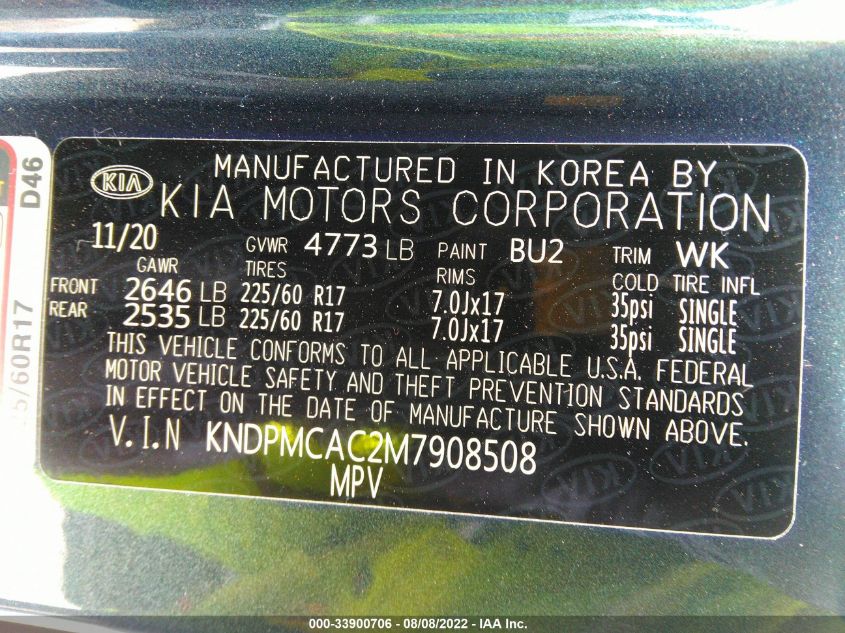 MANUFACTURED IN KOREA BY
KIA KIA MOTORS CORPORATION
11/20 GVWR 4773 LB PAINT BU2 TRIM WK
GAWR TIRES RIMS COLD TIRE INFL
FRONT 2646 LB 225/60 R17 7.0Jx17 35psi SINGLE
REAR 2535 LB 225/60 R17 7.0Jx17 35psi SINGLE
THIS VEHICLE CONFORMS TO ALL APPLICABLE U.S.A. FEDERAL
MOTOR VEHICLE SAFETY AND THEFT PREVENTION STANDARDS
IN EFFECT ON THE DATE OF MANUFACTURE SHOWN ABOVE.
V.I.N KNDPMCAC2M7908508
MPV
D46
5/60R17
000-33900706 - 08/08/2022 - IAA Inc.